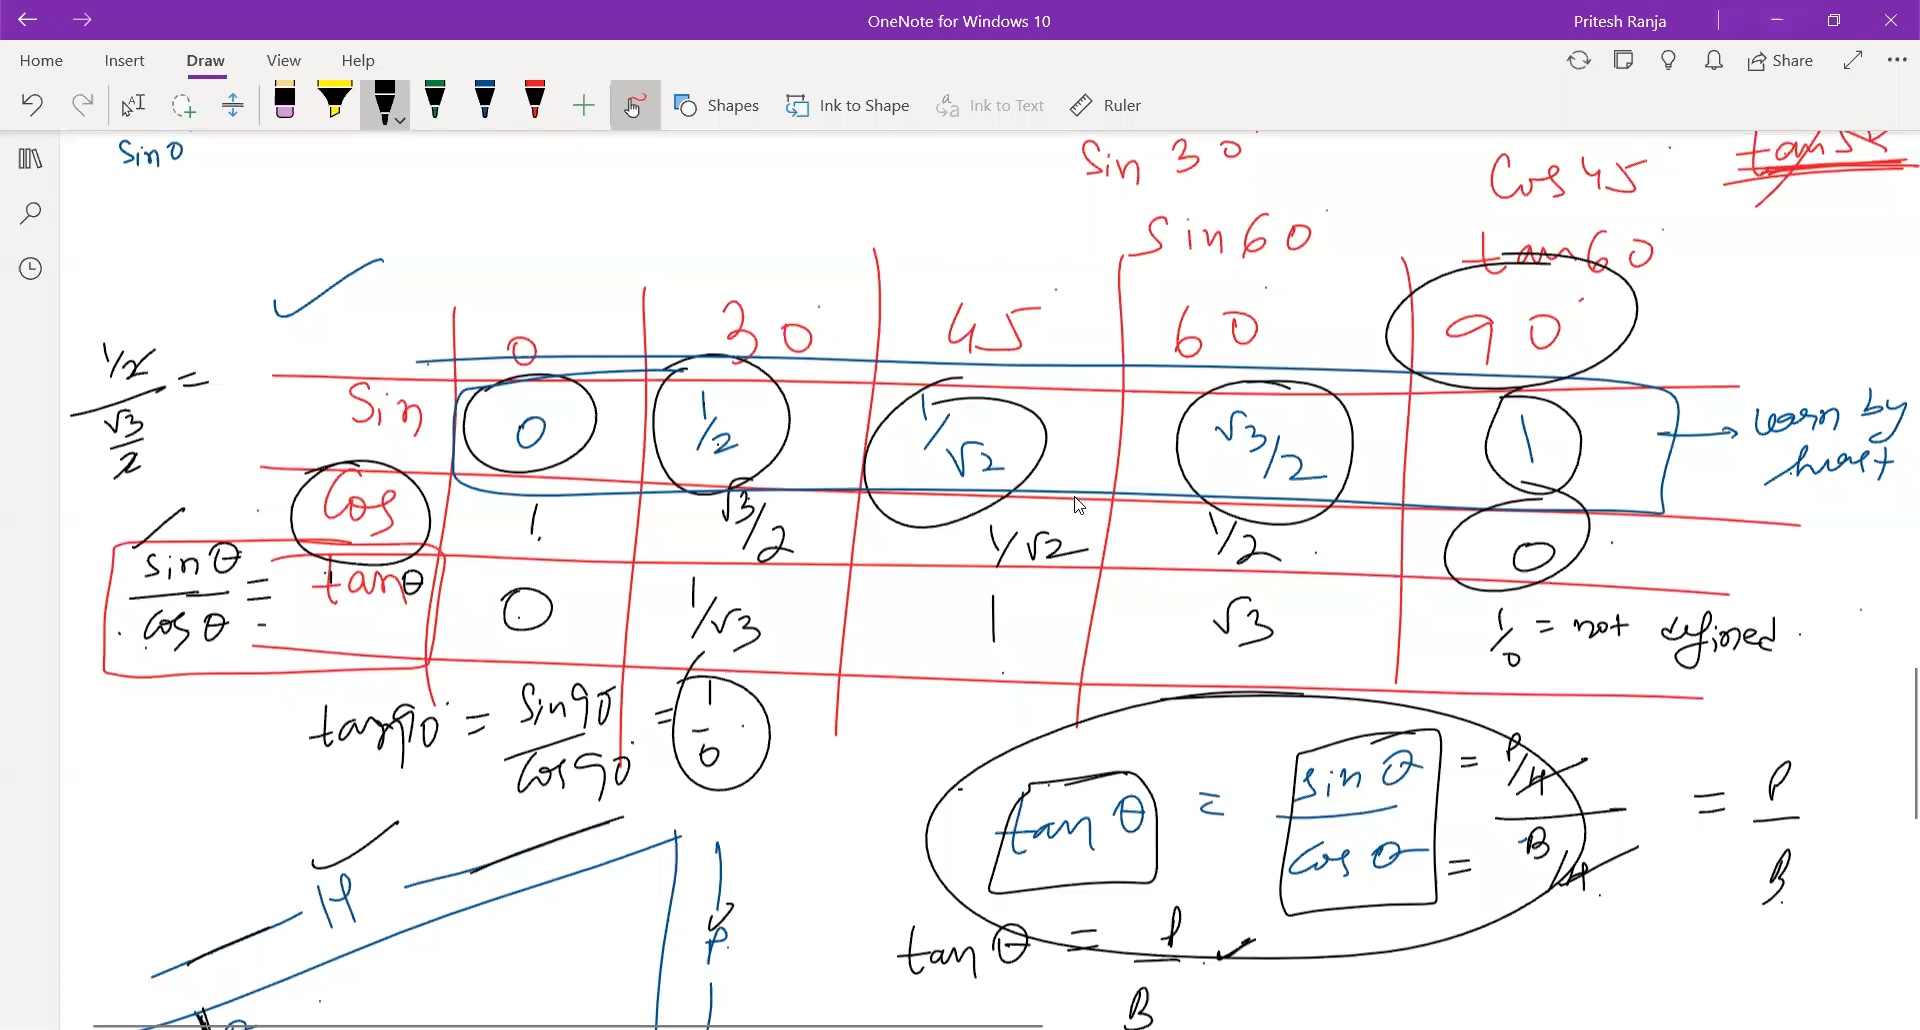 OneNote for Windows 10
Pritesh Ranja
Home Insert Draw View Help
Share
Shapes Ink to Shape Ink to Text Ruler
Sin 0
Sin 30°
Cos 45°
Sin 60°
tan 60°
0 30° 45° 60° 90°
1/2 / √3/2 =
Sin 0 1/2 1/√2 √3/2 1 → learn by heart
Cos 1 √3/2 1/√2 1/2 0
sin θ / cos θ = tan θ 0 1/√3 1 √3 1/0 = not defined
tan 90° = Sin 90° / Cos 90° = 1/0
tan θ = sin θ / cos θ = P/H / B/H = P/B
H
P
tan θ = P/B